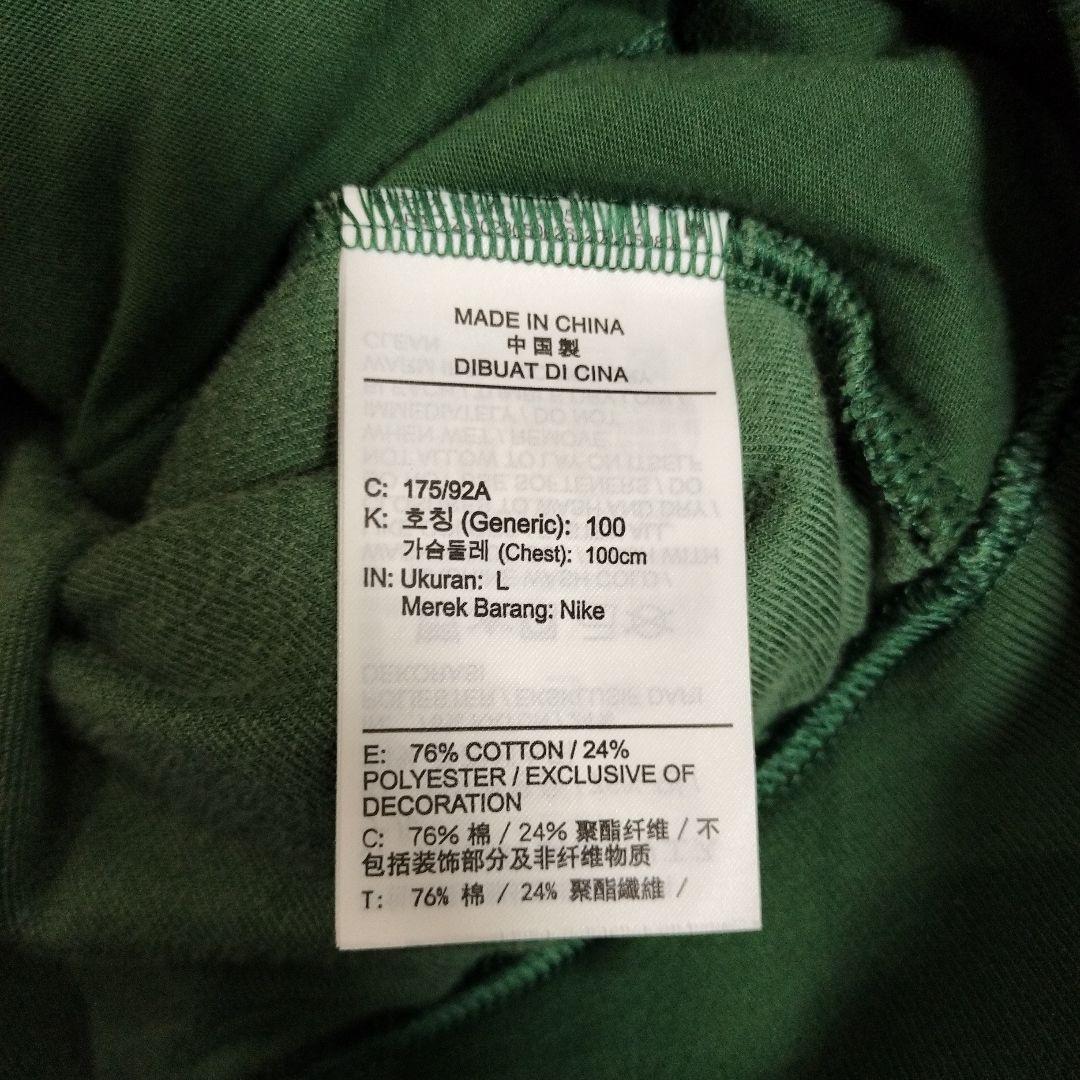 MADE IN CHINA
中国製
DIBUAT DI CINA
C: 175/92A
K: 호칭 (Generic): 100
가슴둘레 (Chest): 100cm
IN: Ukuran: L
Merek Barang: Nike
E: 76% COTTON / 24%
POLYESTER / EXCLUSIVE OF
DECORATION
C: 76% 棉 / 24% 聚酯纤维 / 不
包括装饰部分及非纤维物质
T: 76% 棉 / 24% 聚酯纖維 /